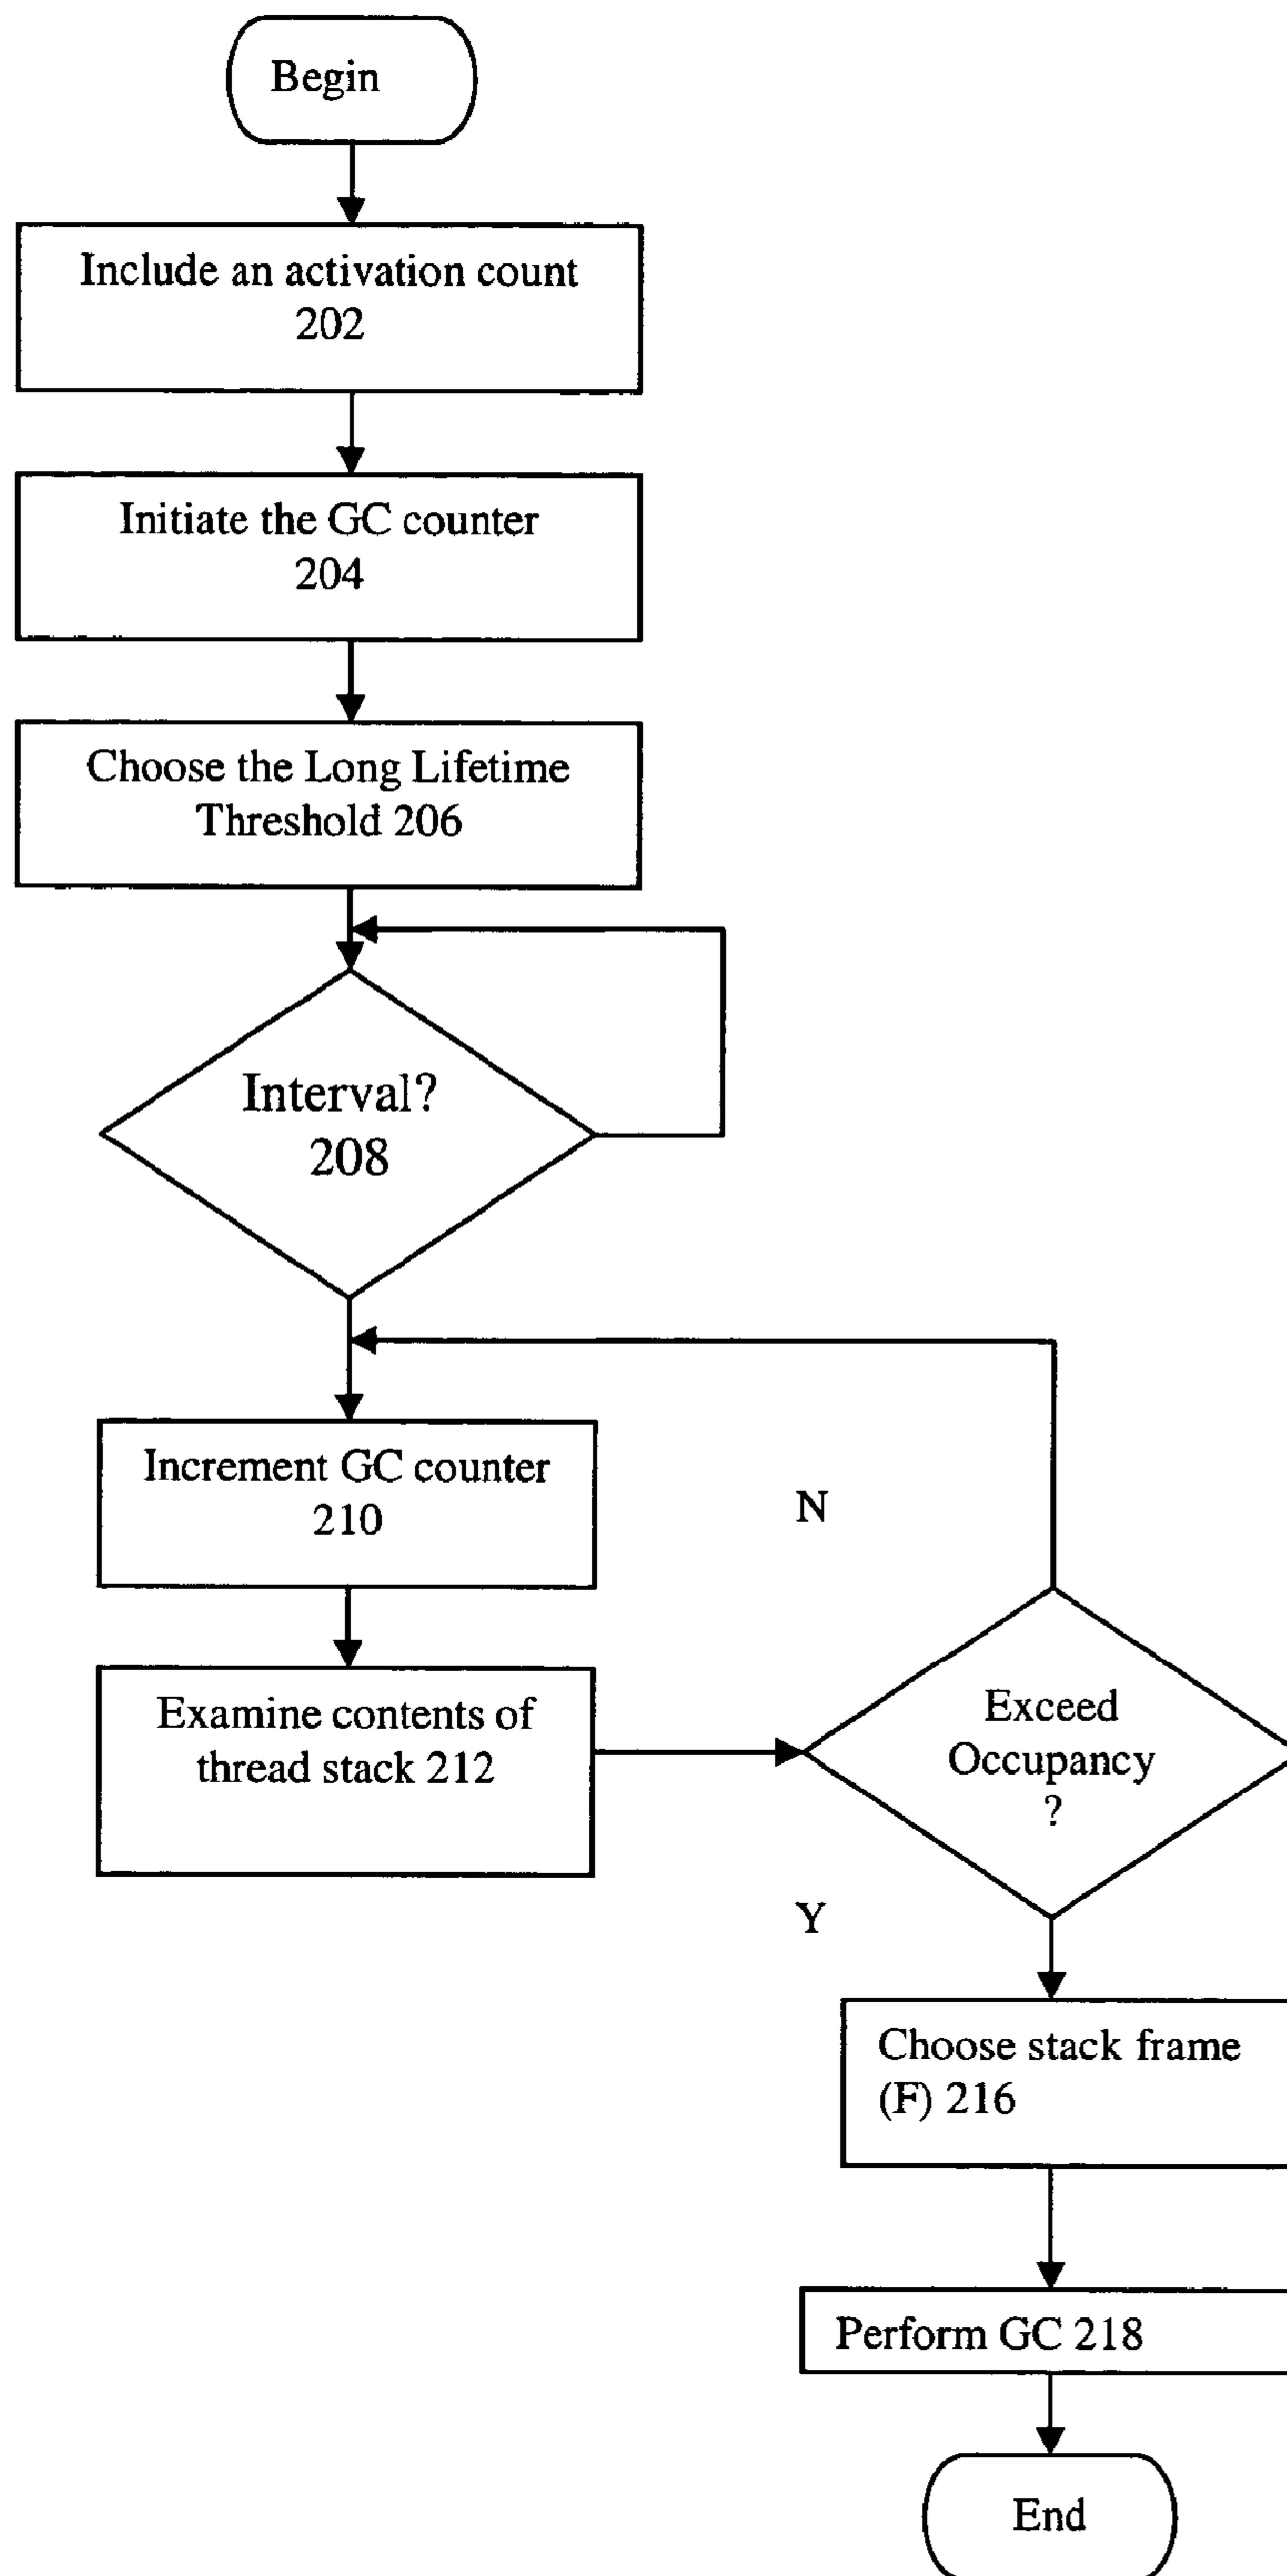 Begin
Include an activation count
202
Initiate the GC counter
204
Choose the Long Lifetime
Threshold 206
Interval?
208
Increment GC counter
210
N
Examine contents of
thread stack 212
Exceed
Occupancy
?
Y
Choose stack frame
(F) 216
Perform GC 218
End